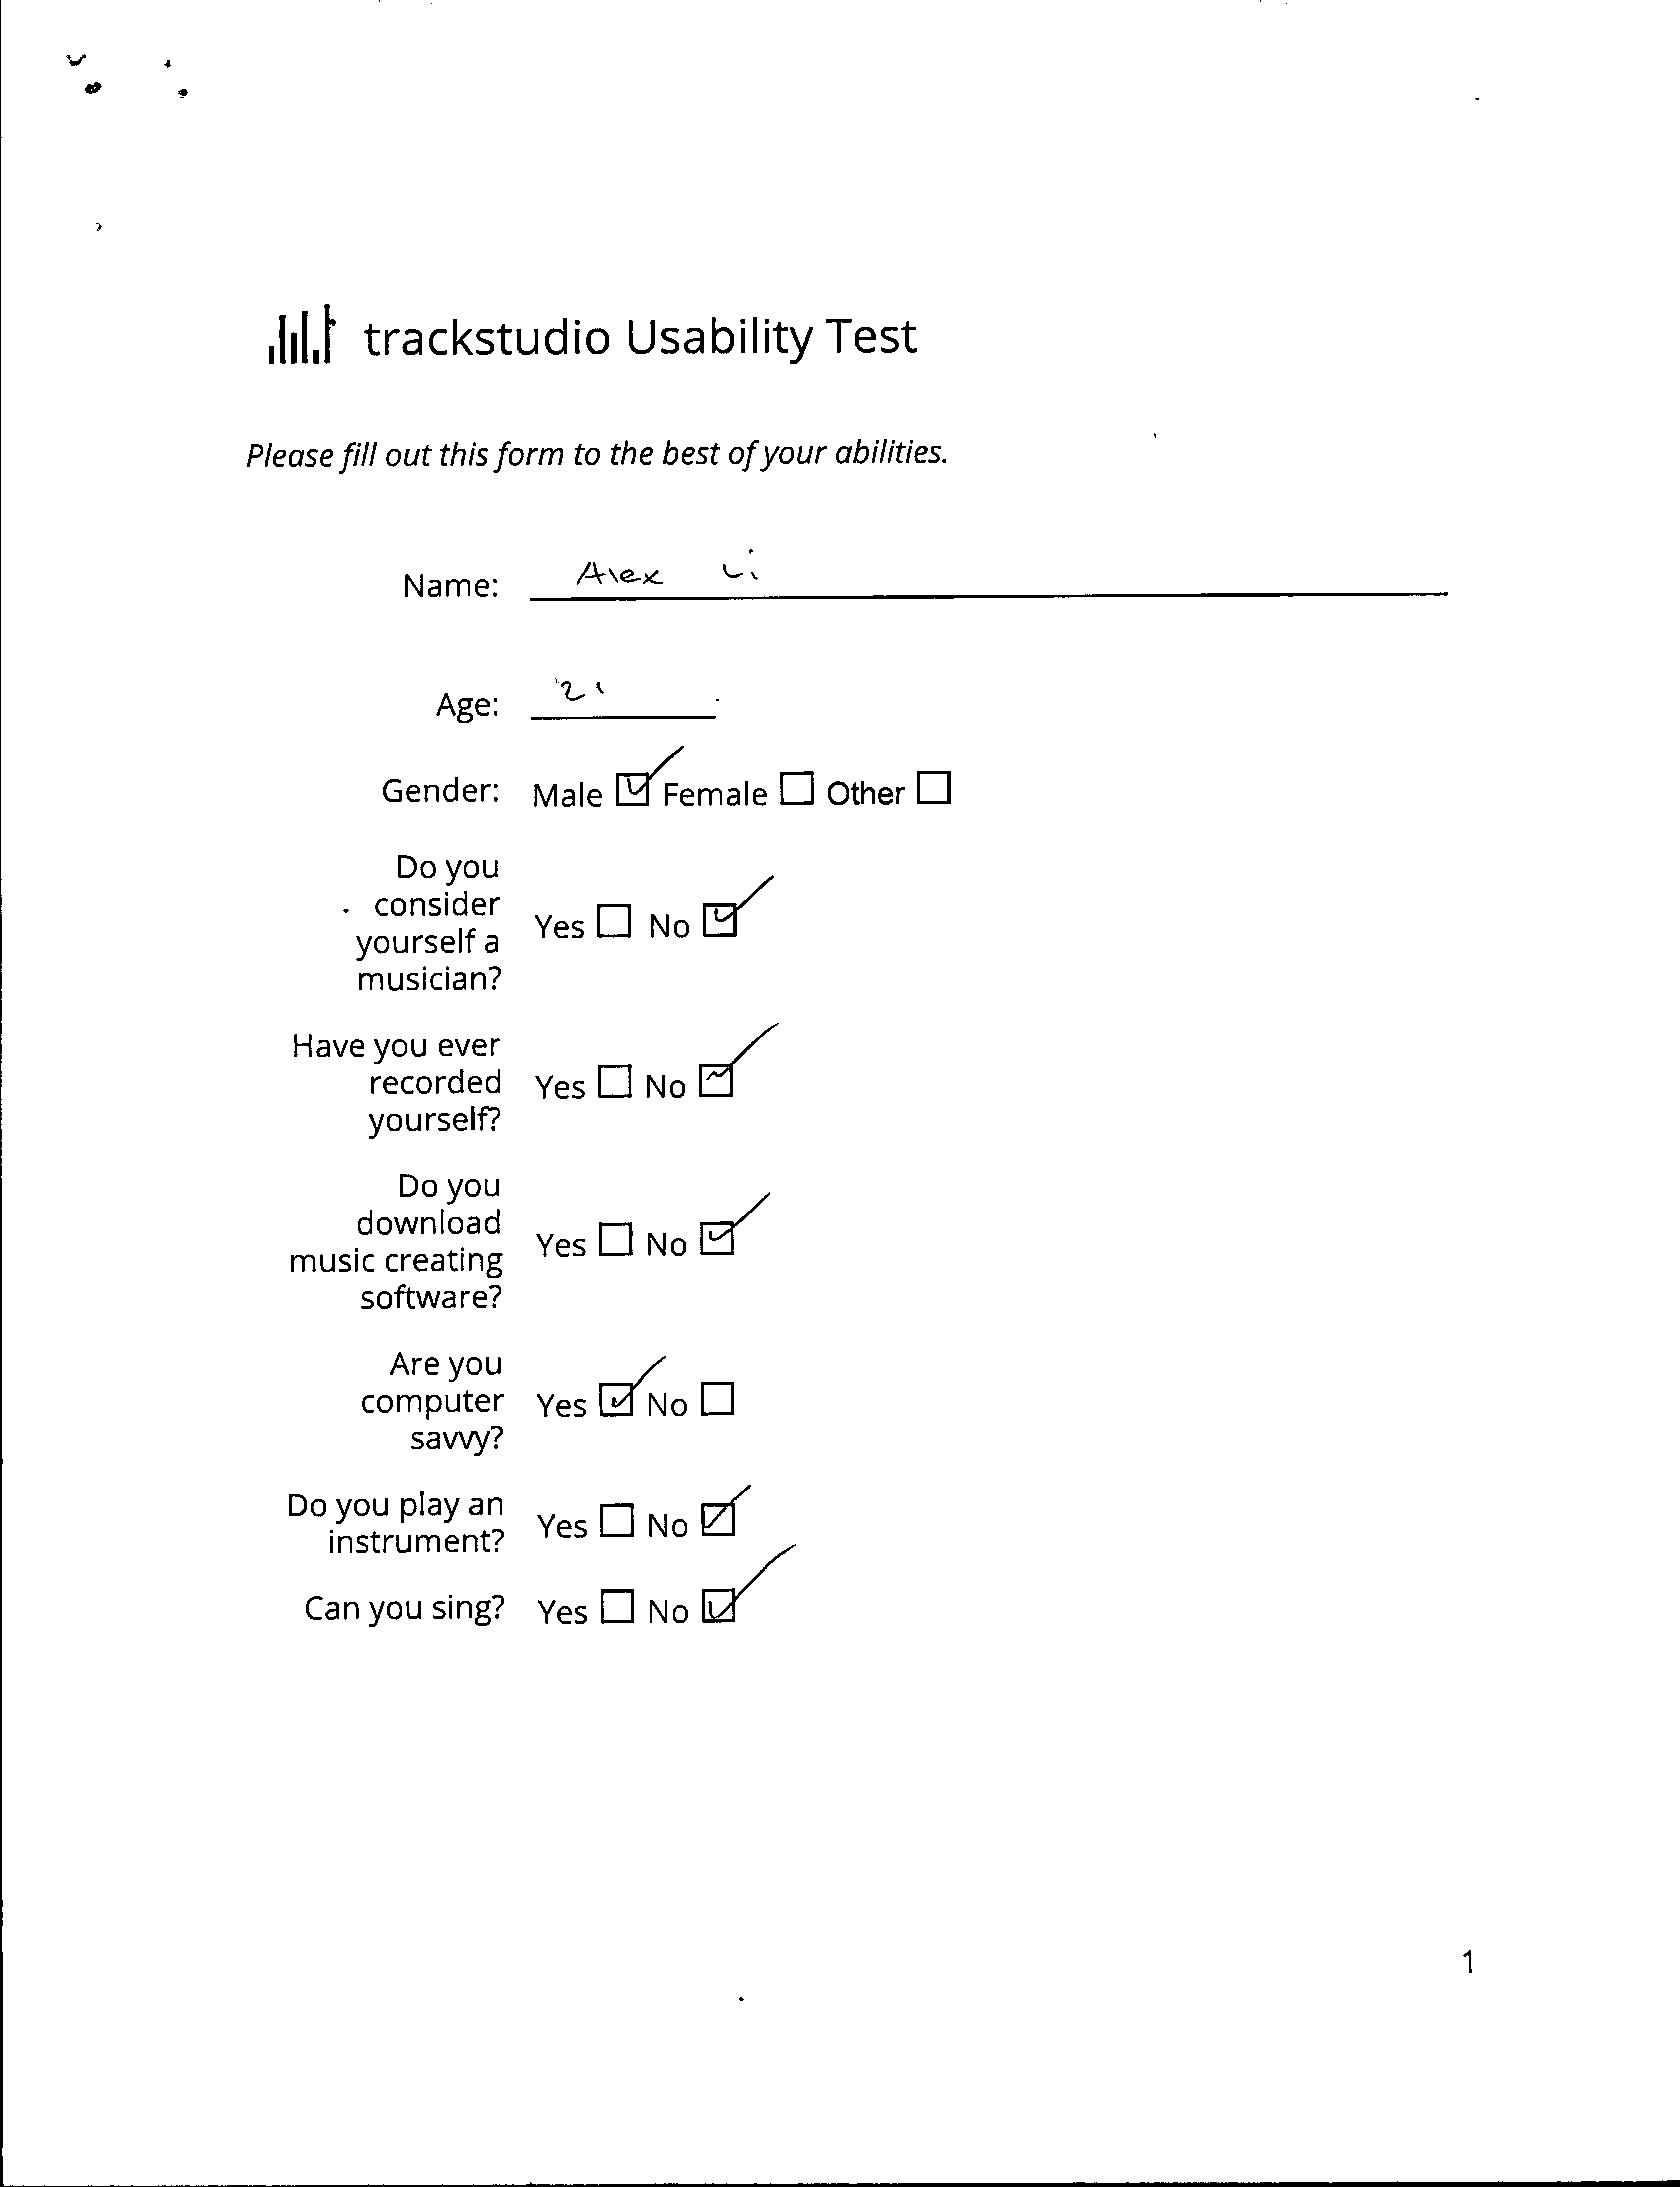 trackstudio Usability Test
Please fill out this form to the best of your abilities.
Name: Alex Li
Age: 21
Gender: Male ☑ Female ☐ Other ☐
Do you
consider
yourself a
musician?
Yes ☐ No ☑
Have you ever
recorded
yourself?
Yes ☐ No ☑
Do you
download
music creating
software?
Yes ☐ No ☑
Are you
computer
savvy?
Yes ☑ No ☐
Do you play an
instrument?
Yes ☐ No ☑
Can you sing? Yes ☐ No ☑
1